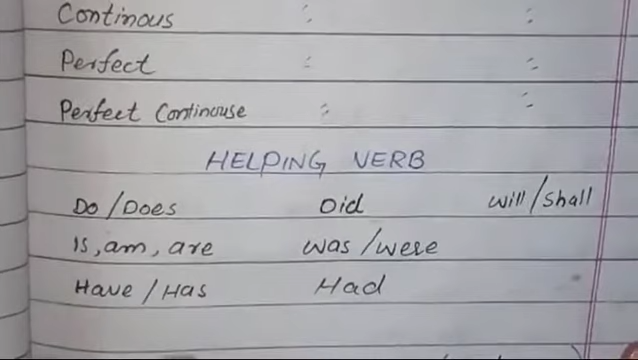 Continous " "
Perfect " "
Perfect Continouse " "
HELPING VERB
Do/Does Did will/shall
Is, am, are was/were
Have/Has Had